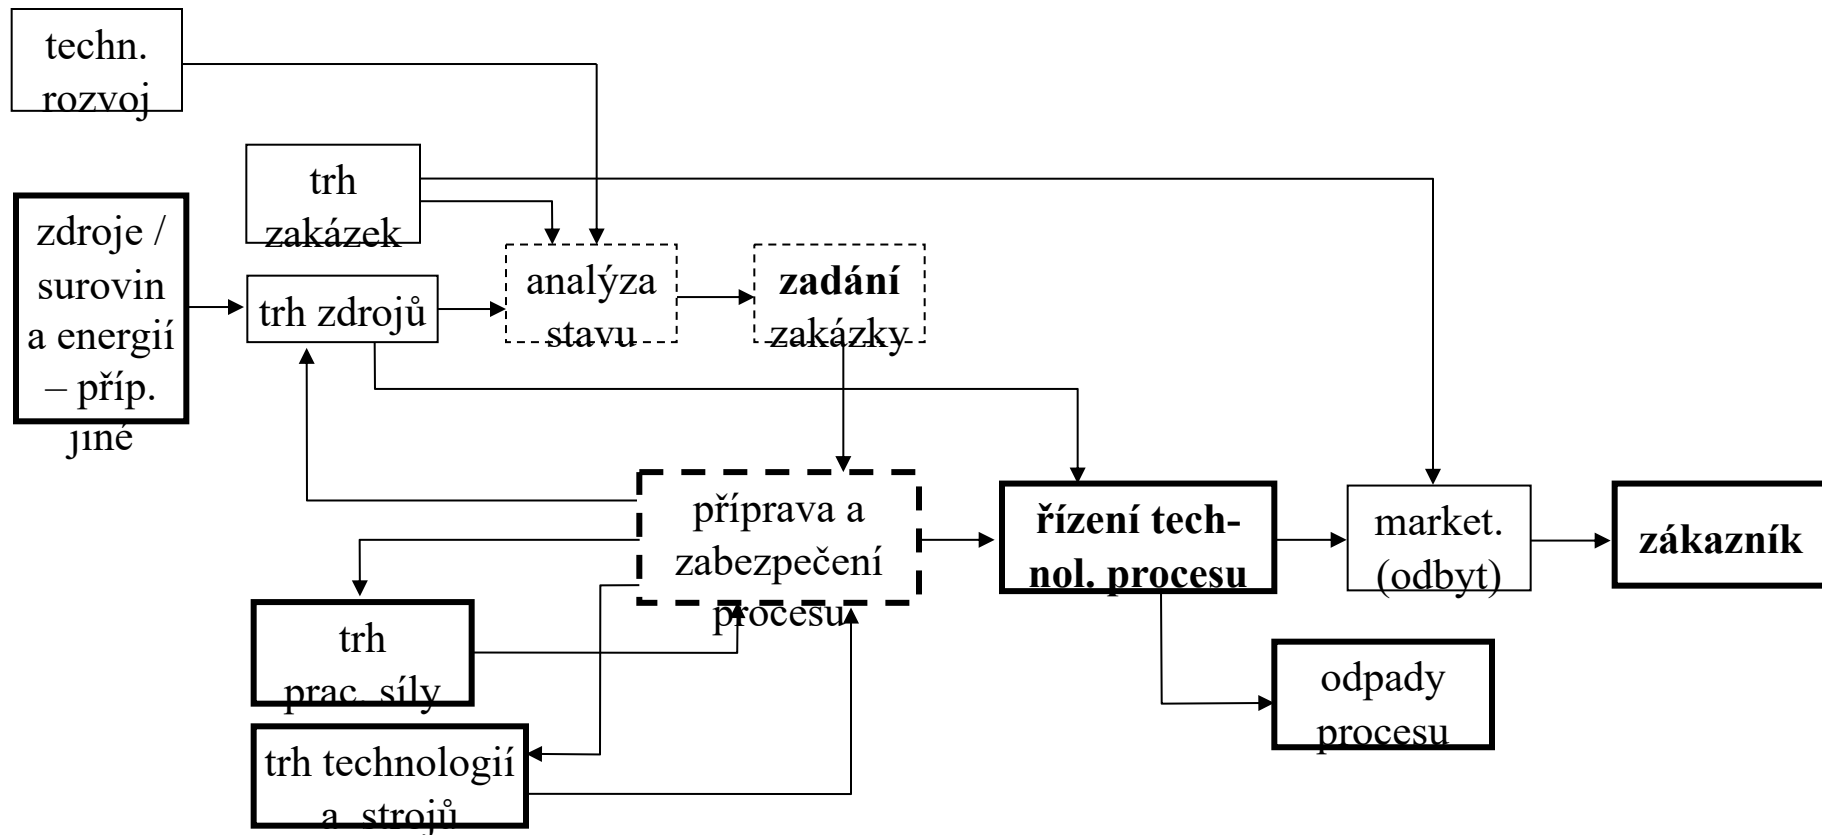 techn.
rozvoj
trh
zakázek
zdroje /
surovin
a energií
– příp.
jiné
trh zdrojů
analýza
stavu
zadání
zakázky
příprava a
zabezpečení
procesu
řízení tech-
nol. procesu
market.
(odbyt)
zákazník
trh
prac. síly
odpady
procesu
trh technologií
a strojů